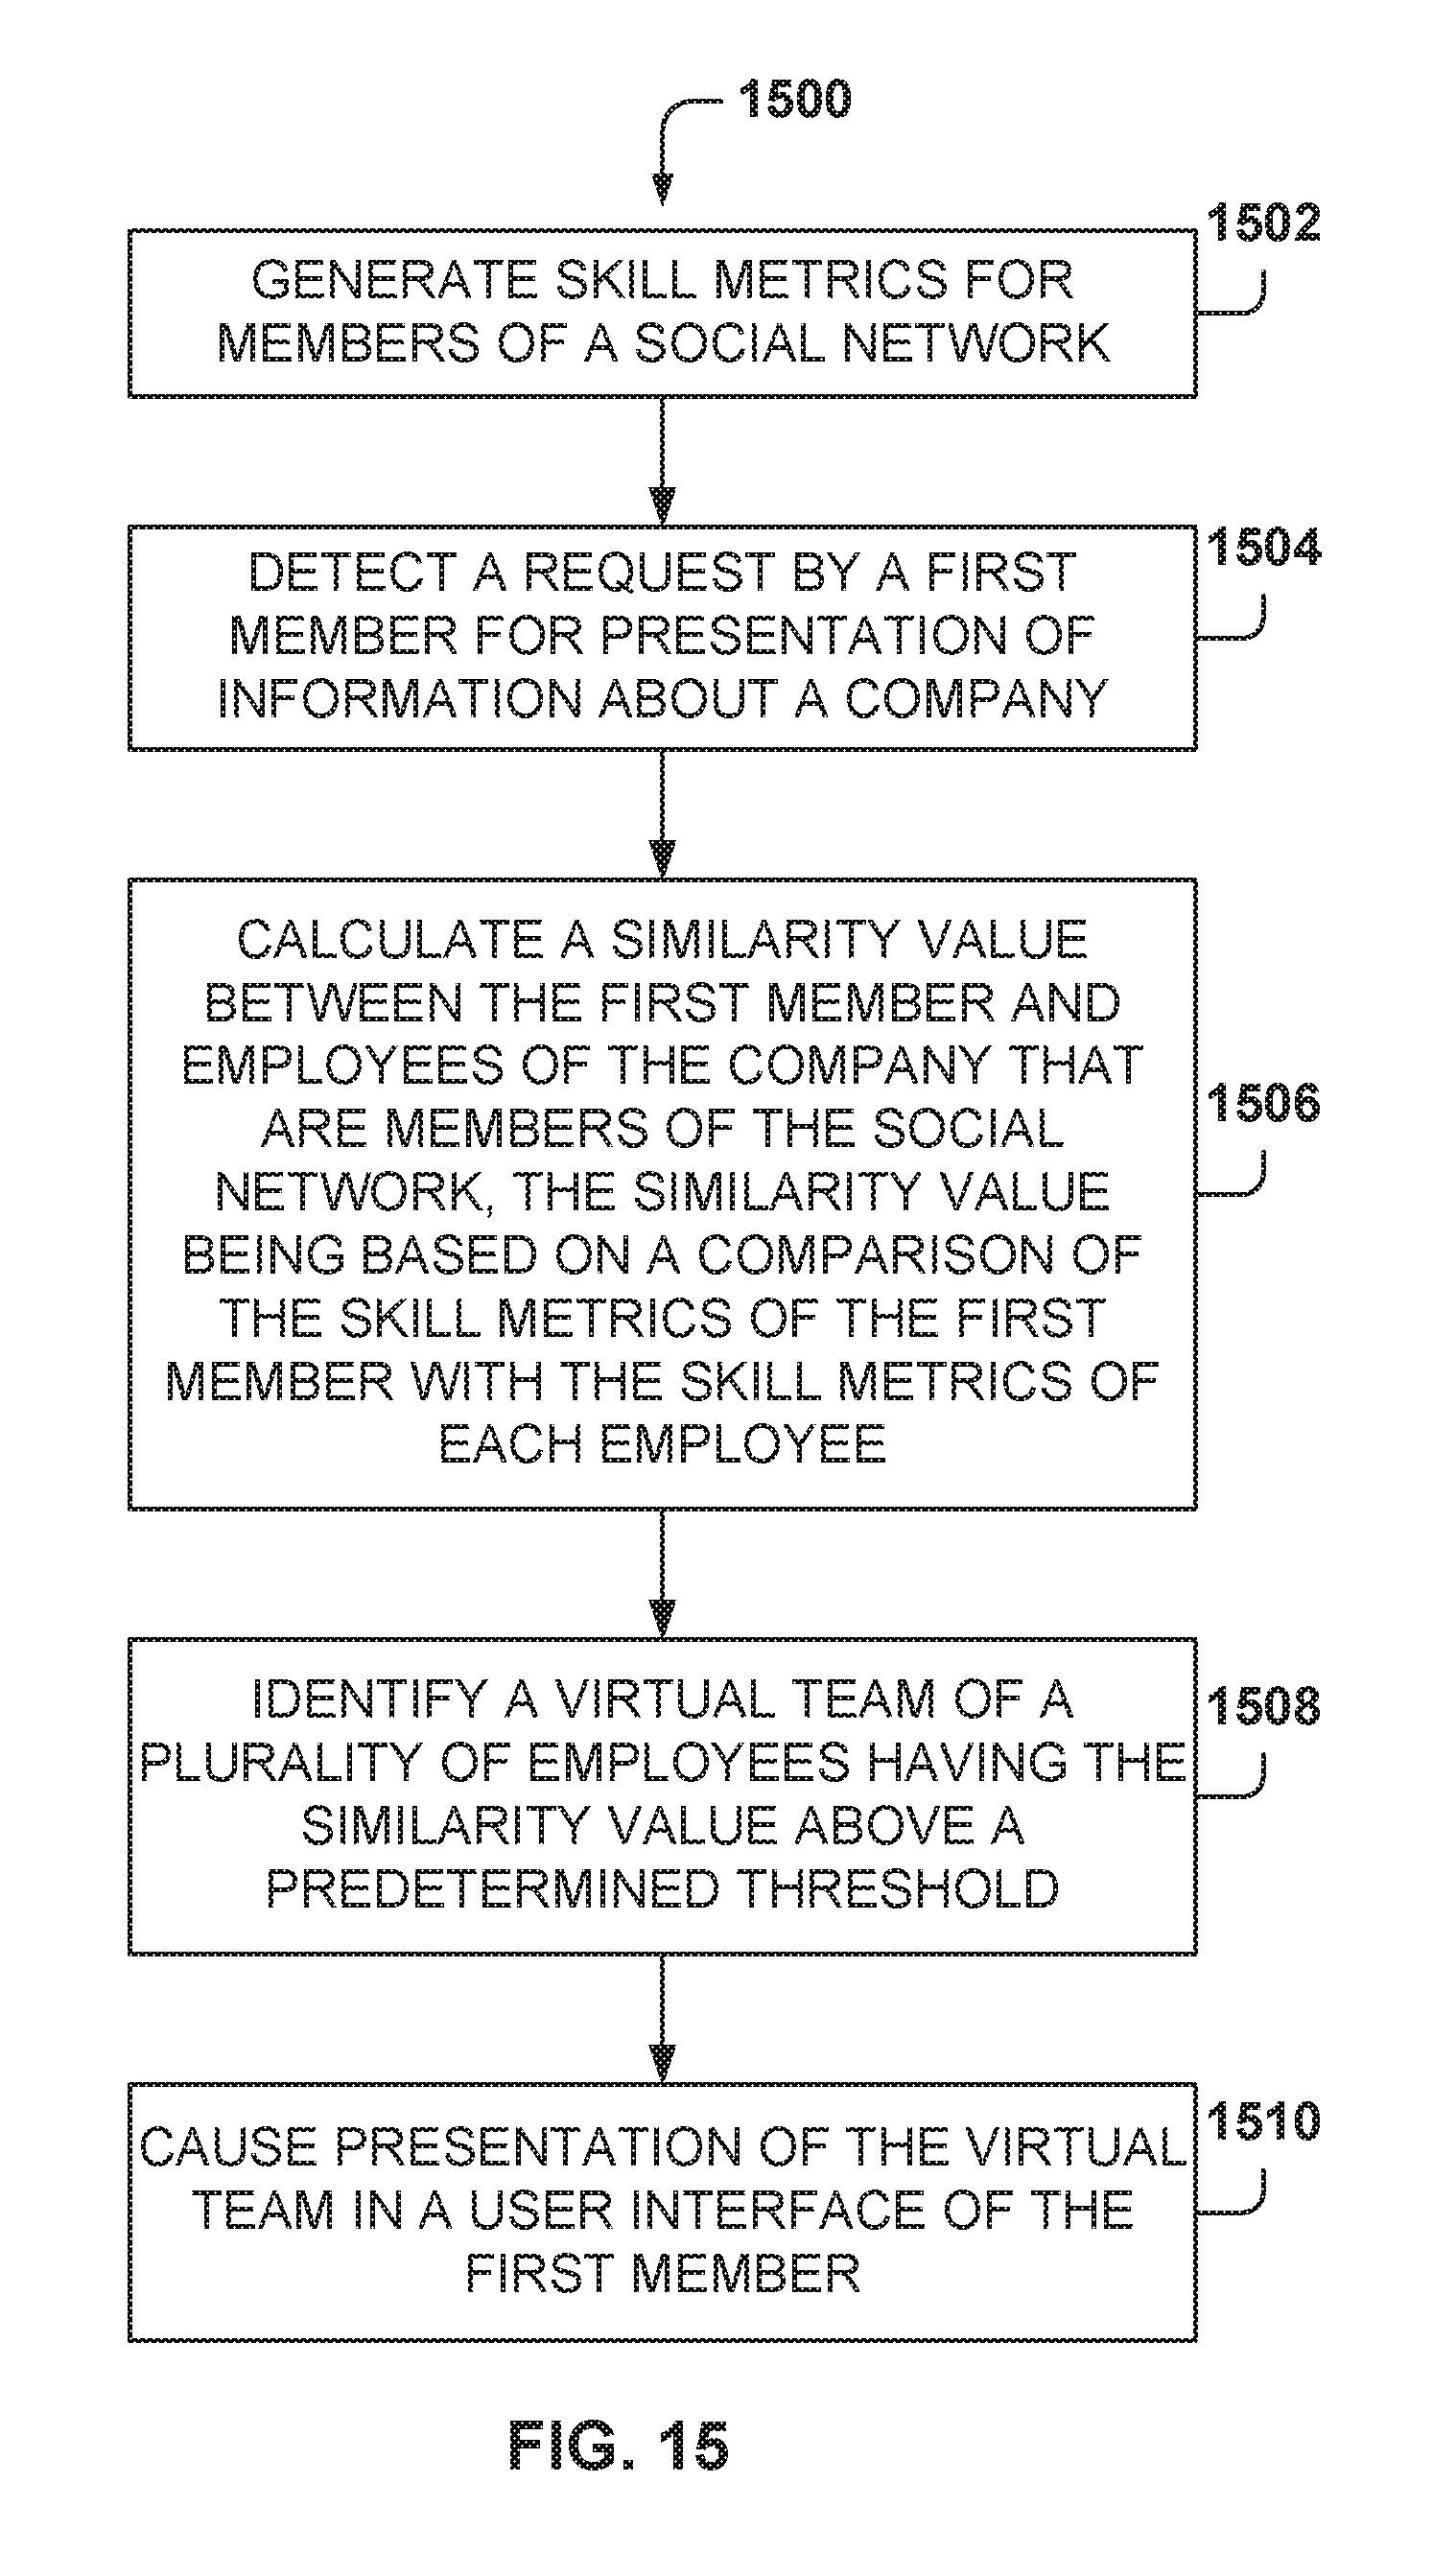 1500
1502
GENERATE SKILL METRICS FOR
MEMBERS OF A SOCIAL NETWORK
1504
DETECT A REQUEST BY A FIRST
MEMBER FOR PRESENTATION OF
INFORMATION ABOUT A COMPANY
1506
CALCULATE A SIMILARITY VALUE
BETWEEN THE FIRST MEMBER AND
EMPLOYEES OF THE COMPANY THAT
ARE MEMBERS OF THE SOCIAL
NETWORK, THE SIMILARITY VALUE
BEING BASED ON A COMPARISON OF
THE SKILL METRICS OF THE FIRST
MEMBER WITH THE SKILL METRICS OF
EACH EMPLOYEE
1508
IDENTIFY A VIRTUAL TEAM OF A
PLURALITY OF EMPLOYEES HAVING THE
SIMILARITY VALUE ABOVE A
PREDETERMINED THRESHOLD
1510
CAUSE PRESENTATION OF THE VIRTUAL
TEAM IN A USER INTERFACE OF THE
FIRST MEMBER
FIG. 15